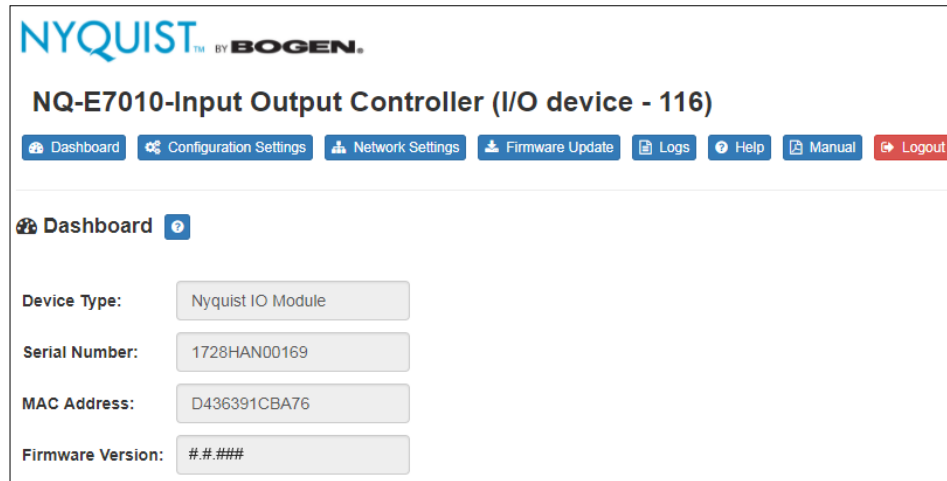 NYQUIST™ BY BOGEN®
NQ-E7010-Input Output Controller (I/O device - 116)
Dashboard Configuration Settings Network Settings Firmware Update Logs Help Manual Logout
Dashboard
Device Type: Nyquist IO Module
Serial Number: 1728HAN00169
MAC Address: D436391CBA76
Firmware Version: #.#.###